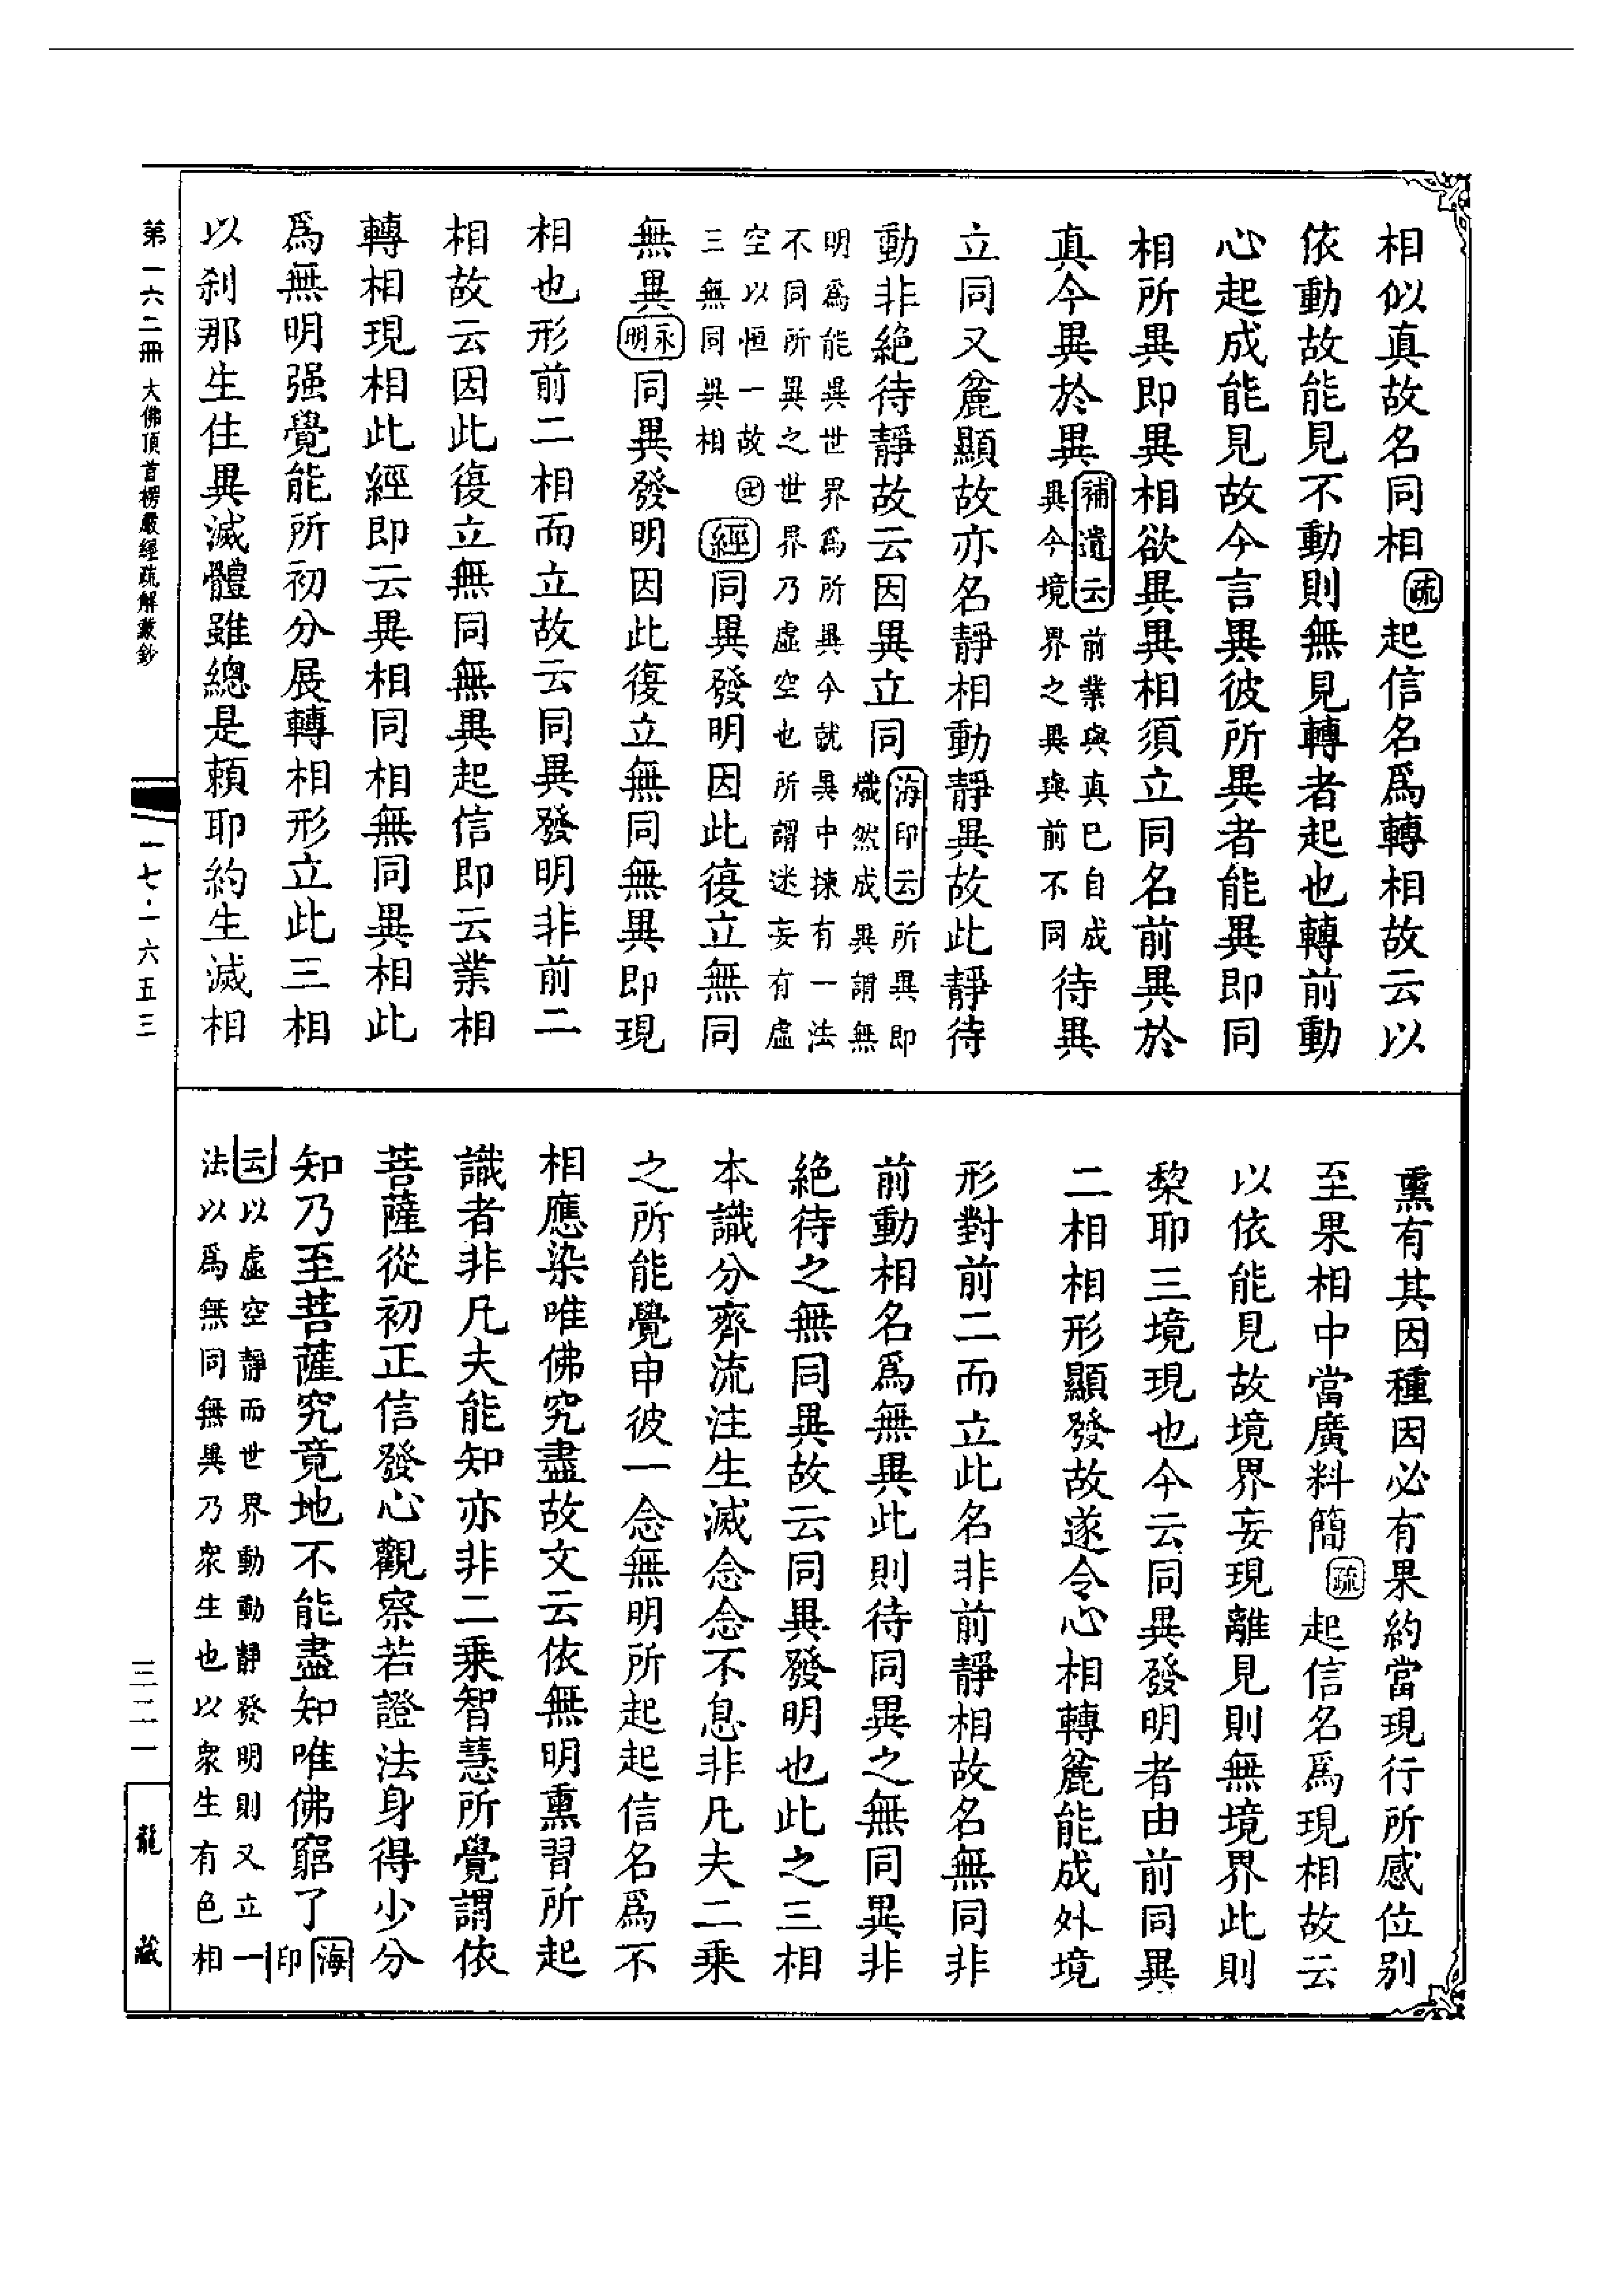 相似真故名同相疏起信名爲轉相故云以
依動故能見不動則無見轉者起也轉前動
心起成能見故今言異彼所異者能異即同
相所異即異相欲異異相須立同名前異於
真今異於異補遺云前業與真已自成異今境界之異與前不同待異
立同又麄顯故亦名靜相動靜異故此靜待
動非絶待靜故云因異立同海印云所異即熾然成異謂無
明爲能異世界爲所異今就異中揀有一法
不同所異之世界乃虛空也所謂迷妄有虛
空以恒一故
三無同異相㊄經同異發明因此復立無同
無異永明同異發明因此復立無同無異即現
相也形前二相而立故云同異發明非前二
相故云因此復立無同無異起信即云業相
轉相現相此經即云異相同相無同異相此
爲無明强覺能所初分展轉相形立此三相
以刹那生住異滅體雖總是賴耶約生滅相
熏有其因種因必有果約當現行所感位別
至果相中當廣料簡疏起信名爲現相故云
以依能見故境界妄現離見則無境界此則
棃耶三境現也今云同異發明者由前同異
二相相形顯發故遂令心相轉麄能成外境
形對前二而立此名非前靜相故名無同非
前動相名爲無異此則待同異之無同異非
絶待之無同異故云同異發明也此之三相
本識分齊流注生滅念念不息非凡夫二乘
之所能覺申彼一念無明所起起信名爲不
相應染唯佛究盡故文云依無明熏習所起
識者非凡夫能知亦非二乘智慧所覺謂依
菩薩從初正信發心觀察若證法身得少分
知乃至菩薩究竟地不能盡知唯佛窮了海印
云以虛空靜而世界動動靜發明則又立一
法以爲無同無異乃衆生也以衆生有色相
第一六二冊 大佛頂首楞嚴經疏解蒙鈔
一七·一六五三
三二一
龍藏